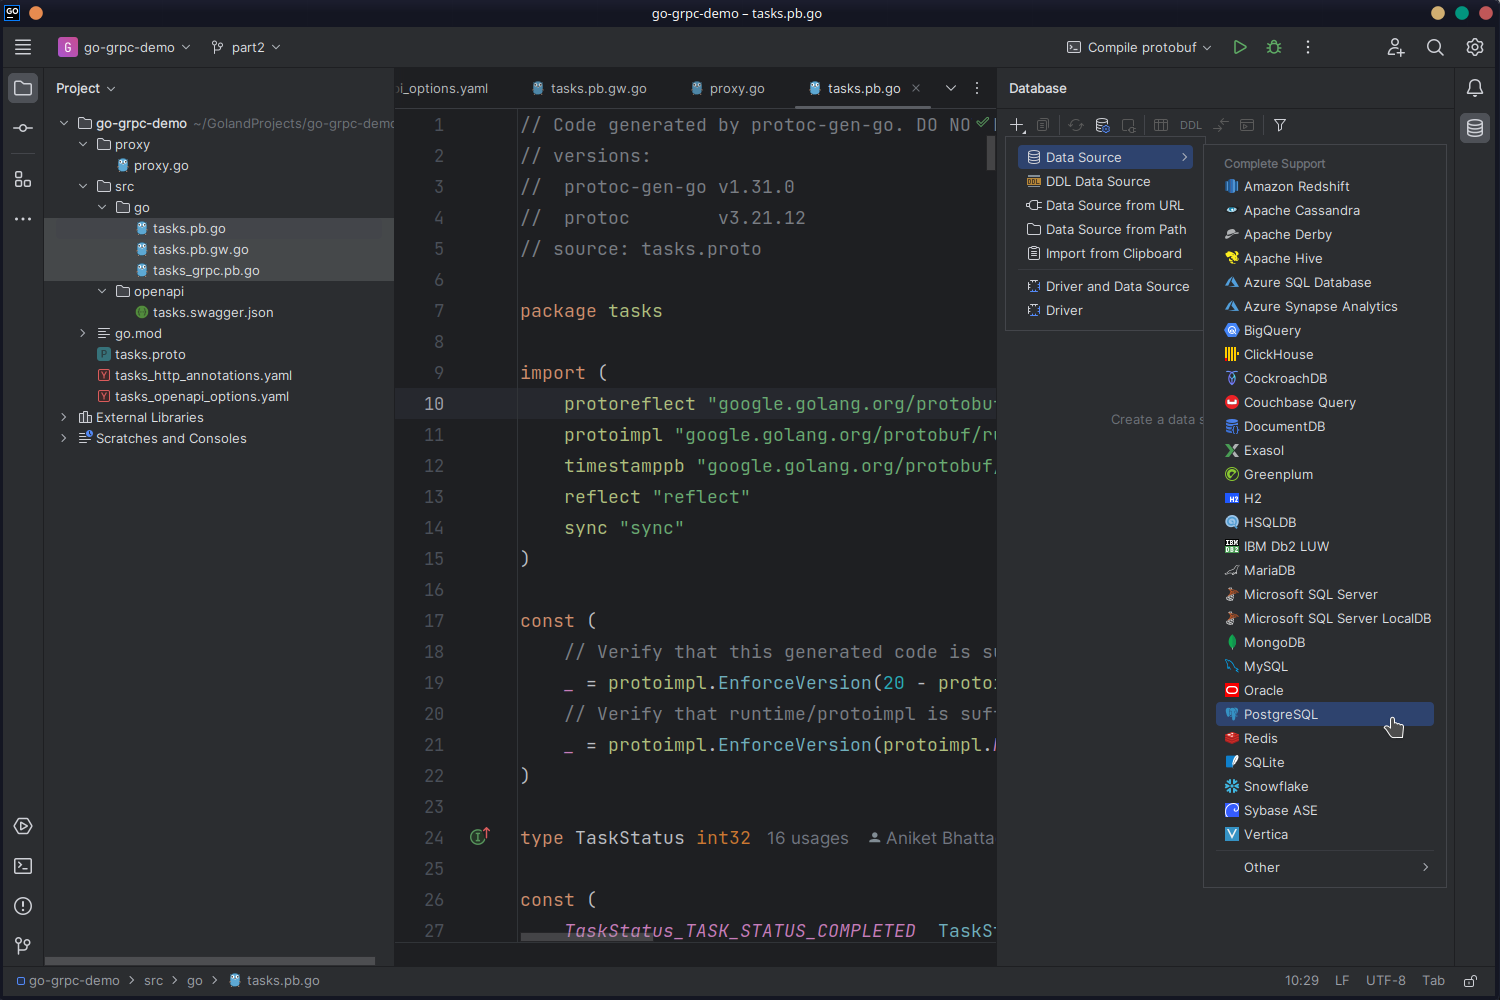 GO
go-grpc-demo – tasks.pb.go
G go-grpc-demo
part2
Compile protobuf
Project
go-grpc-demo ~/GolandProjects/go-grpc-demo
proxy
proxy.go
src
go
tasks.pb.go
tasks.pb.gw.go
tasks_grpc.pb.go
openapi
tasks.swagger.json
go.mod
tasks.proto
tasks_http_annotations.yaml
tasks_openapi_options.yaml
External Libraries
Scratches and Consoles
i_options.yaml
tasks.pb.gw.go
proxy.go
tasks.pb.go
1 // Code generated by protoc-gen-go. DO NO
2 // versions:
3 //  protoc-gen-go v1.31.0
4 //  protoc        v3.21.12
5 // source: tasks.proto
6
7 package tasks
8
9 import (
10 protoreflect "google.golang.org/protobuf
11 protoimpl "google.golang.org/protobuf/ru
12 timestamppb "google.golang.org/protobuf/
13 reflect "reflect"
14 sync "sync"
15 )
16
17 const (
18 // Verify that this generated code is su
19 _ = protoimpl.EnforceVersion(20 - protoi
20 // Verify that runtime/protoimpl is suf
21 _ = protoimpl.EnforceVersion(protoimpl.
22 )
23
24 type TaskStatus int32 16 usages Aniket Bhatta
25
26 const (
27 TaskStatus_TASK_STATUS_COMPLETED TaskSt
Database
DDL
Data Source
DDL Data Source
Data Source from URL
Data Source from Path
Import from Clipboard
Driver and Data Source
Driver
Create a data s
Complete Support
Amazon Redshift
Apache Cassandra
Apache Derby
Apache Hive
Azure SQL Database
Azure Synapse Analytics
BigQuery
ClickHouse
CockroachDB
Couchbase Query
DocumentDB
Exasol
Greenplum
H2
HSQLDB
IBM Db2 LUW
MariaDB
Microsoft SQL Server
Microsoft SQL Server LocalDB
MongoDB
MySQL
Oracle
PostgreSQL
Redis
SQLite
Snowflake
Sybase ASE
Vertica
Other
go-grpc-demo > src > go > tasks.pb.go
10:29 LF UTF-8 Tab